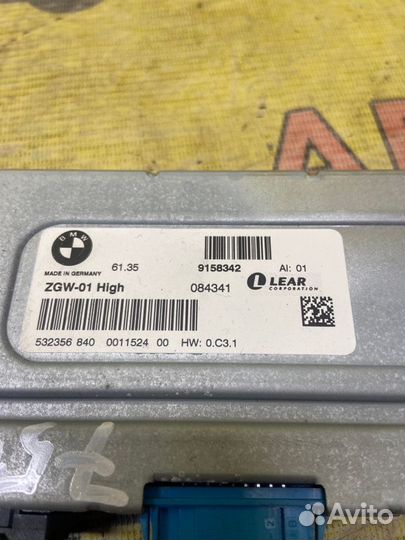 BMW
MADE IN GERMANY
61.35
9158342
AI: 01
ZGW-01 High
084341
LEAR
CORPORATION
532356 840 0011524 00 HW: 0.C3.1
Avito